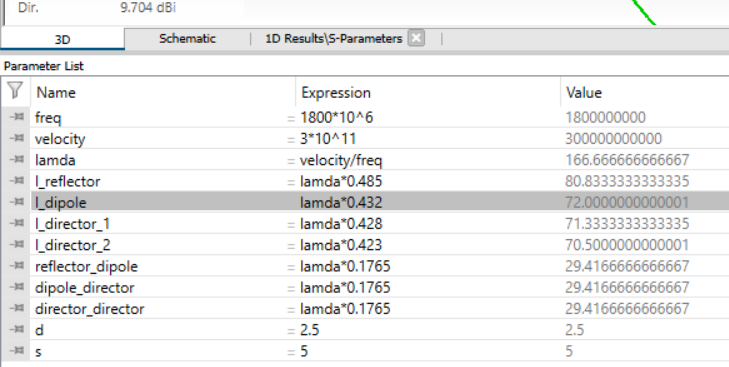 Dir. 9.704 dBi
3D Schematic 1D Results\S-Parameters
Parameter List
Name Expression Value
freq = 1800*10^6 1800000000
velocity = 3*10^11 300000000000
lamda = velocity/freq 166.666666666667
l_reflector = lamda*0.485 80.8333333333335
l_dipole lamda*0.432 72.0000000000001
l_director_1 = lamda*0.428 71.3333333333335
l_director_2 = lamda*0.423 70.5000000000001
reflector_dipole = lamda*0.1765 29.4166666666667
dipole_director = lamda*0.1765 29.4166666666667
director_director = lamda*0.1765 29.4166666666667
d = 2.5 2.5
s = 5 5